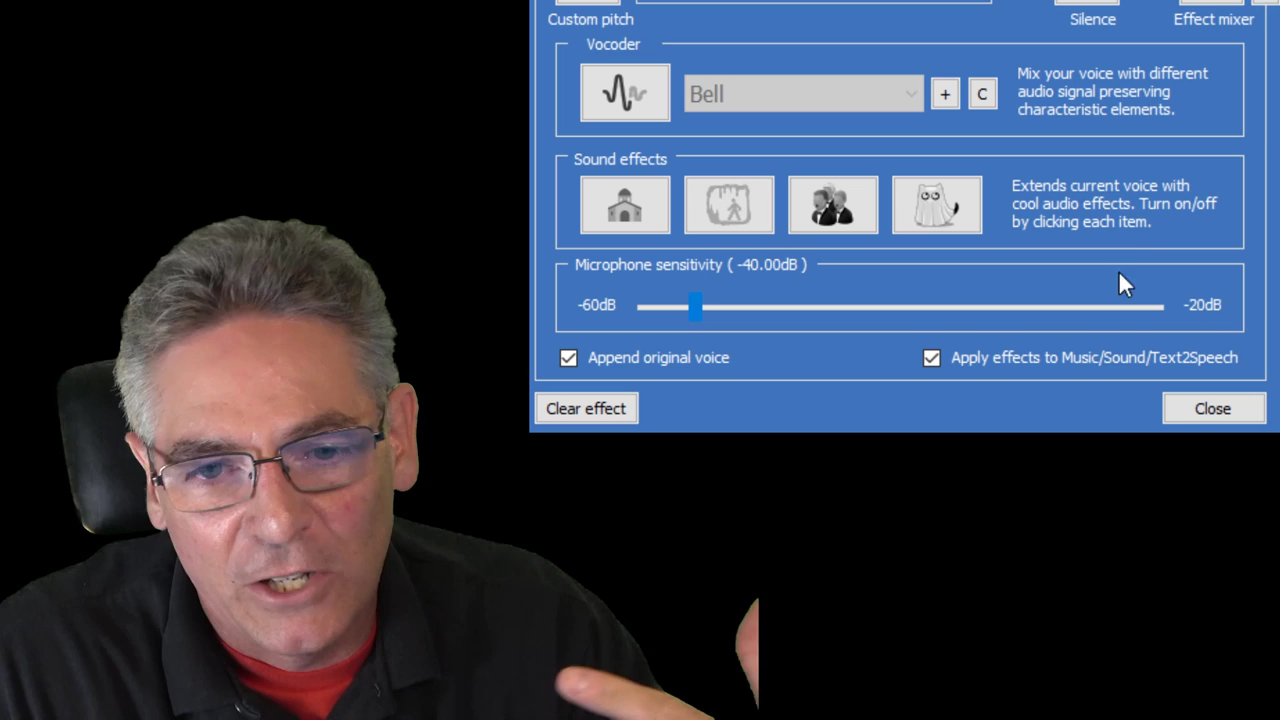 Custom pitch
Silence
Effect mixer
Vocoder
Bell
+
C
Mix your voice with different
audio signal preserving
characteristic elements.
Sound effects
Extends current voice with
cool audio effects. Turn on/off
by clicking each item.
Microphone sensitivity ( -40.00dB )
-60dB
-20dB
Append original voice
Apply effects to Music/Sound/Text2Speech
Clear effect
Close